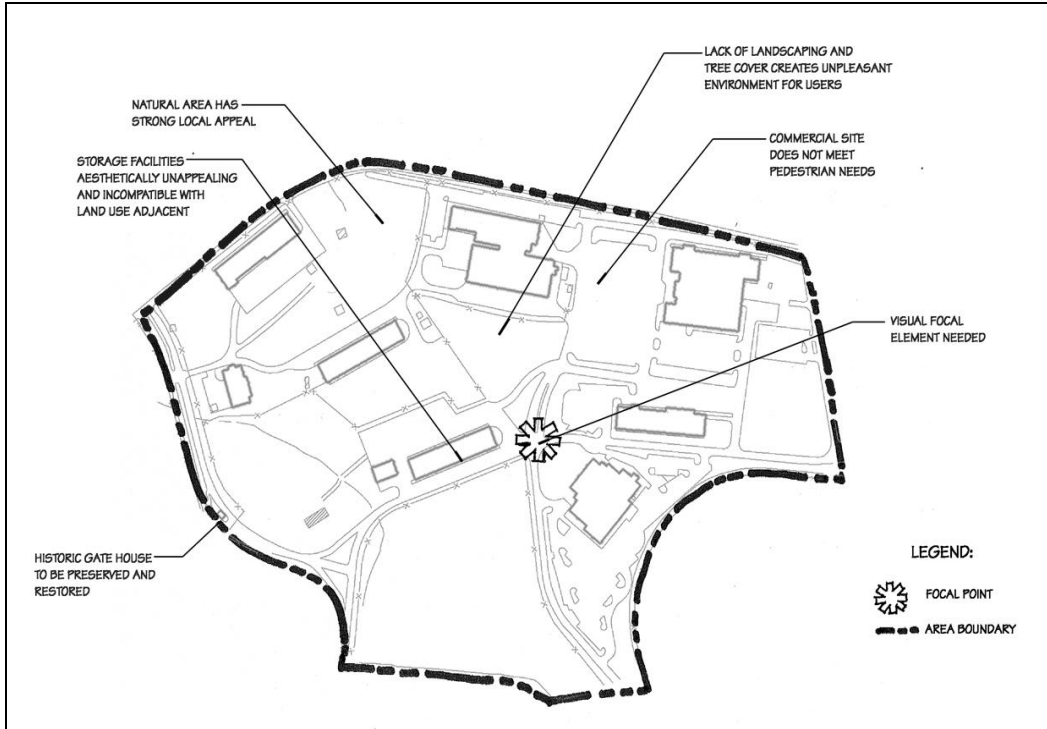 LACK OF LANDSCAPING AND
TREE COVER CREATES UNPLEASANT
ENVIRONMENT FOR USERS
NATURAL AREA HAS
STRONG LOCAL APPEAL
COMMERCIAL SITE
DOES NOT MEET
PEDESTRIAN NEEDS
STORAGE FACILITIES
AESTHETICALLY UNAPPEALING
AND INCOMPATIBLE WITH
LAND USE ADJACENT
VISUAL FOCAL
ELEMENT NEEDED
HISTORIC GATE HOUSE
TO BE PRESERVED AND
RESTORED
LEGEND:
FOCAL POINT
AREA BOUNDARY